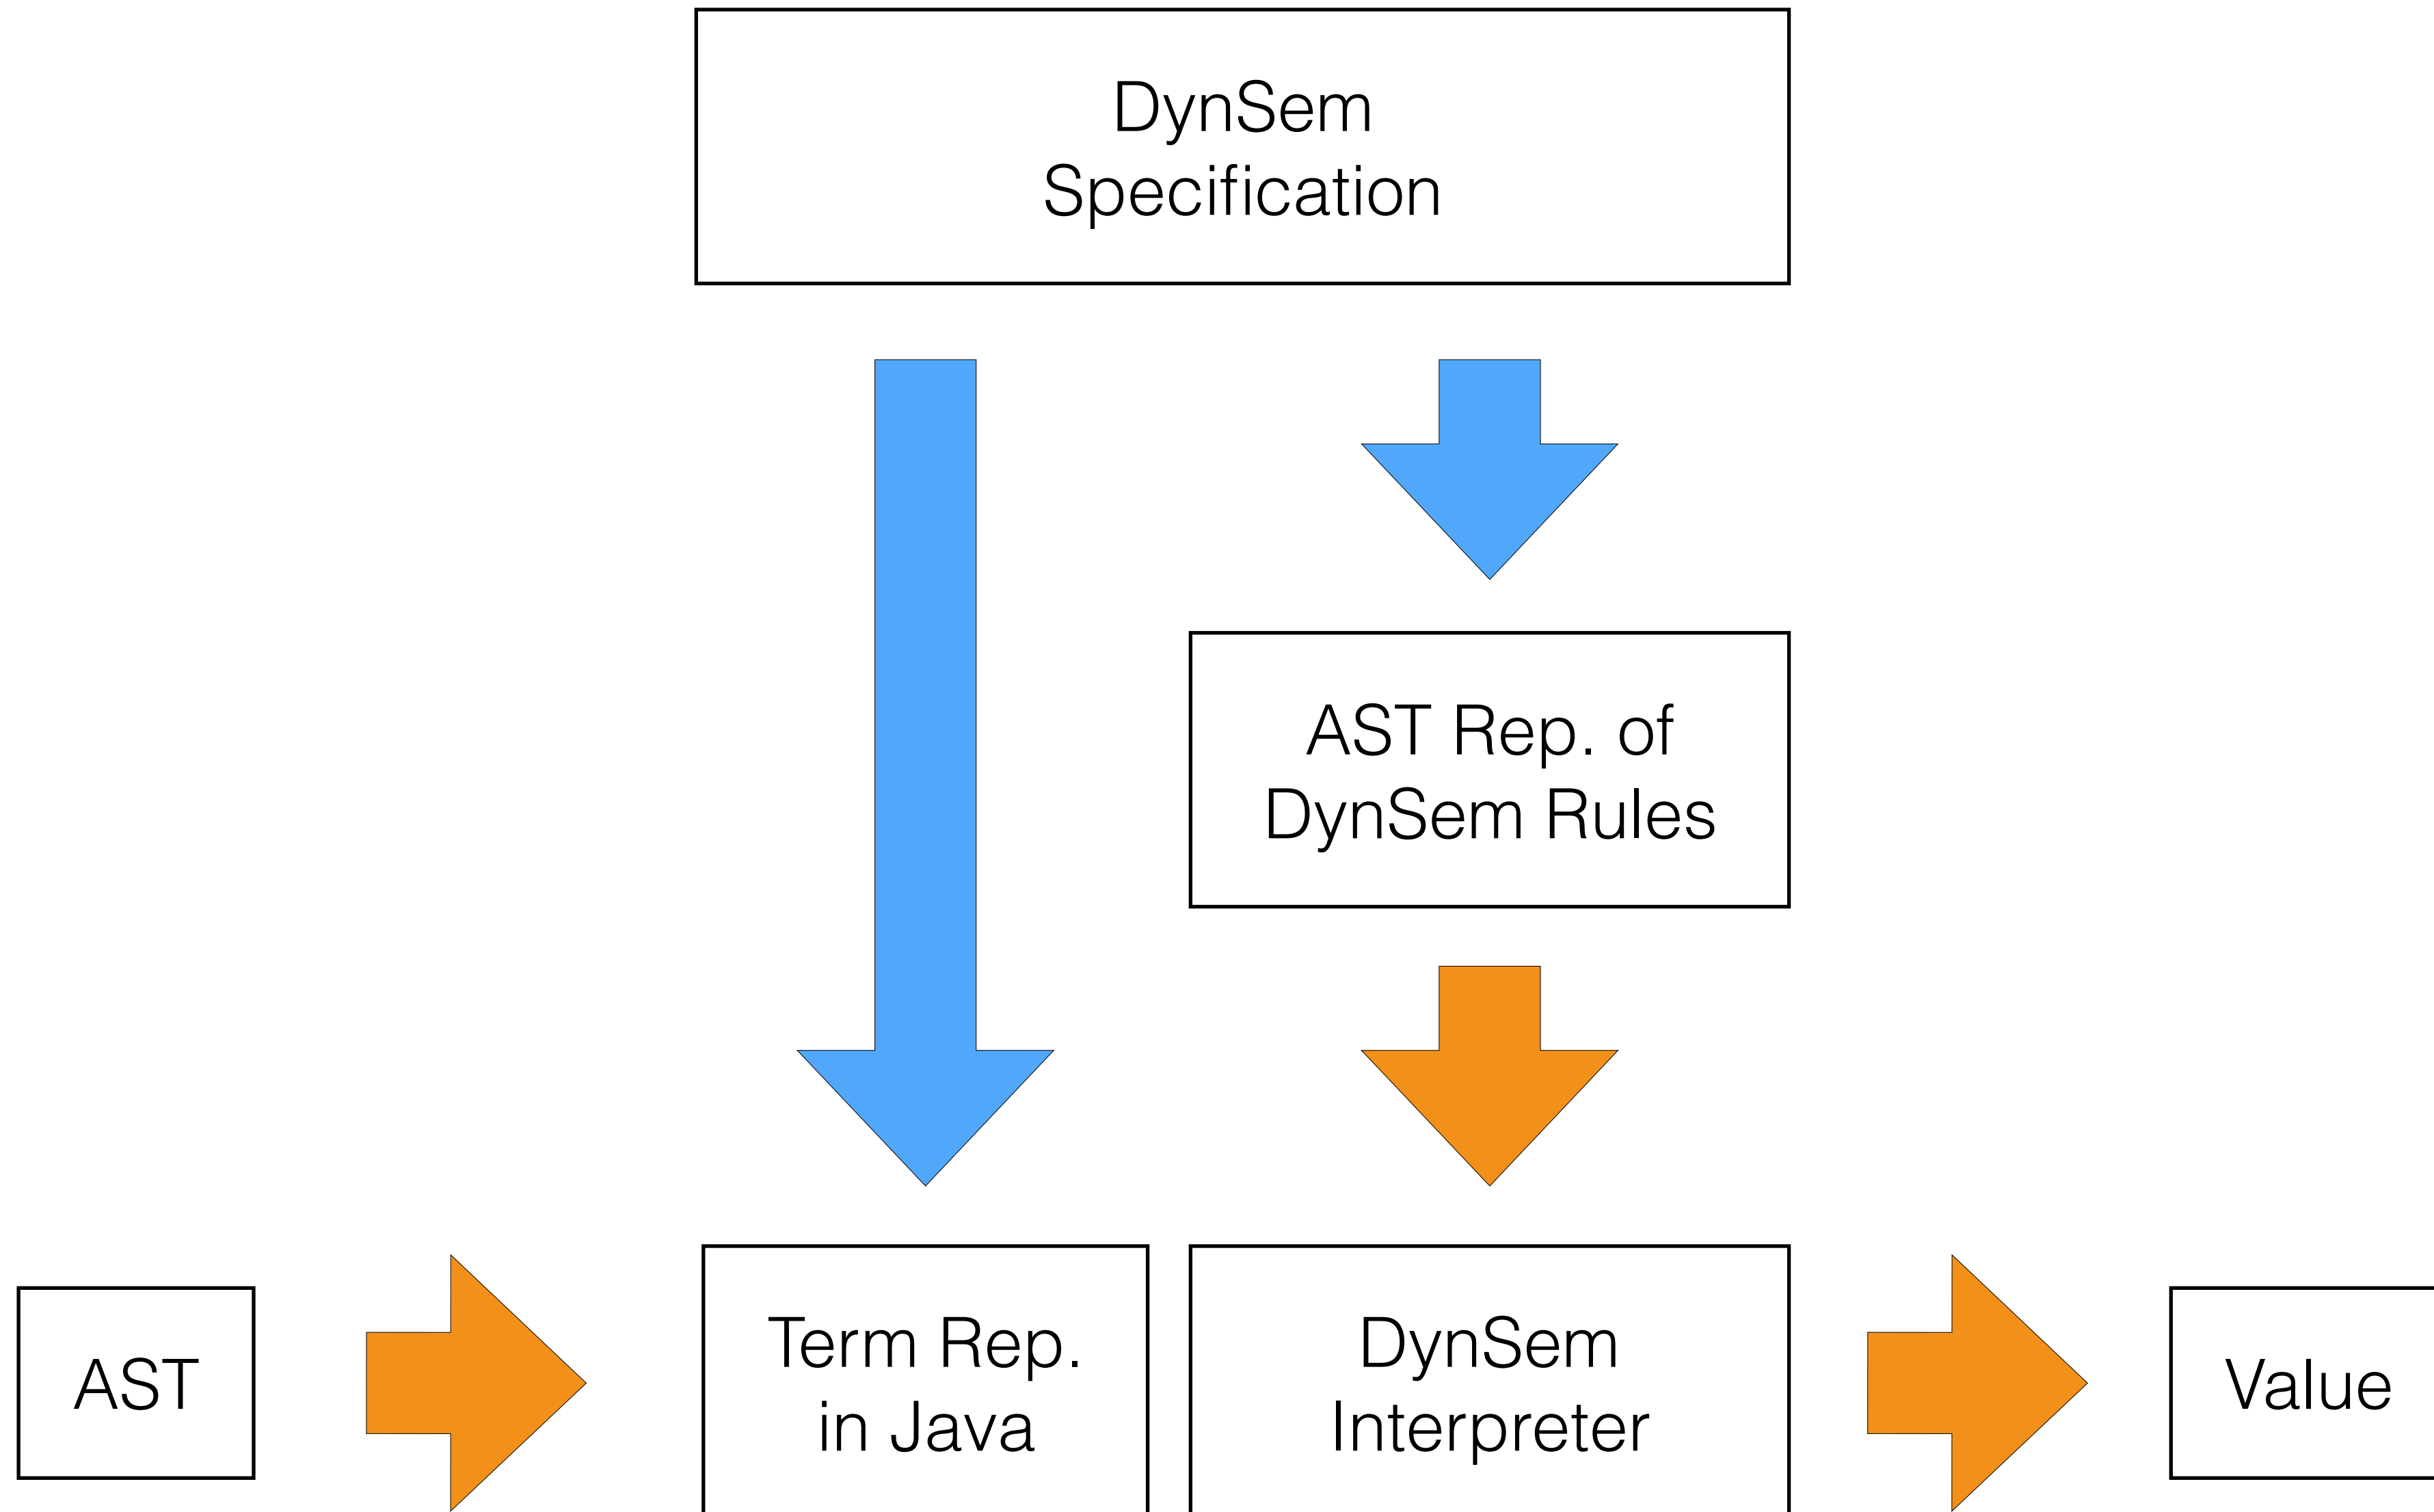 DynSem
Specification
AST Rep. of
DynSem Rules
AST
Term Rep.
in Java
DynSem
Interpreter
Value